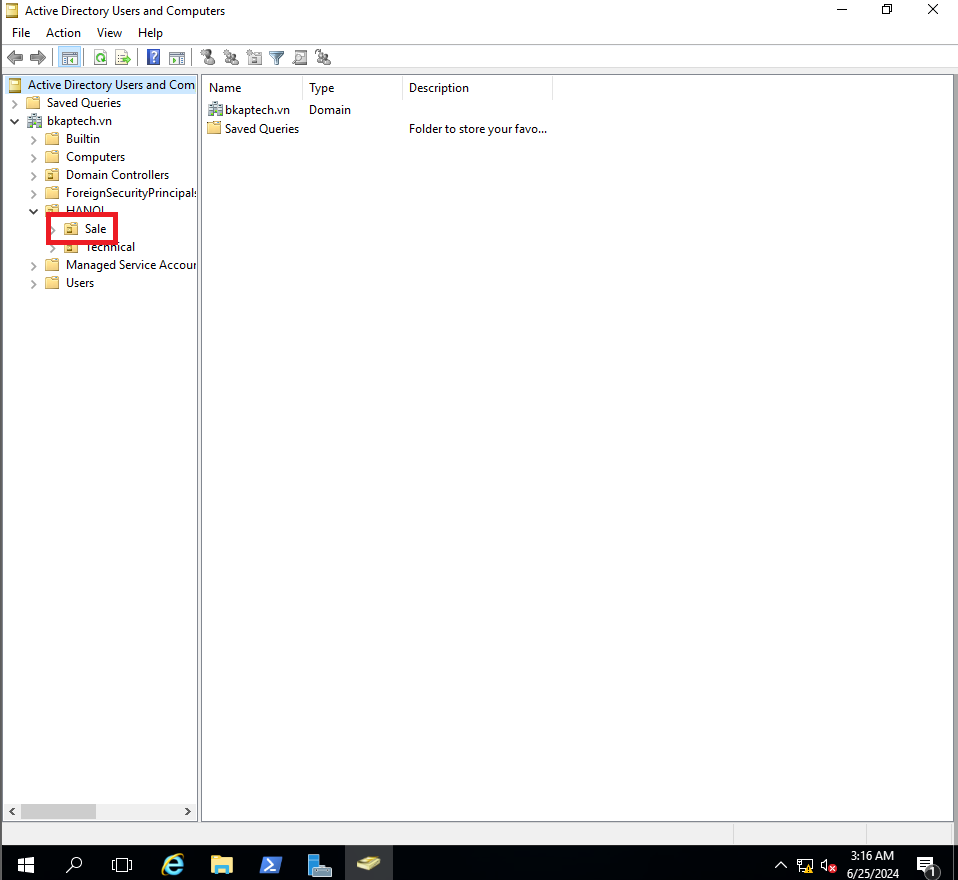 Active Directory Users and Computers
File Action View Help
Active Directory Users and Com
Saved Queries
bkaptech.vn
Builtin
Computers
Domain Controllers
ForeignSecurityPrincipals
HANOI
Sale
Technical
Managed Service Accour
Users
Name Type Description
bkaptech.vn Domain
Saved Queries Folder to store your favo...
3:16 AM
6/25/2024
1